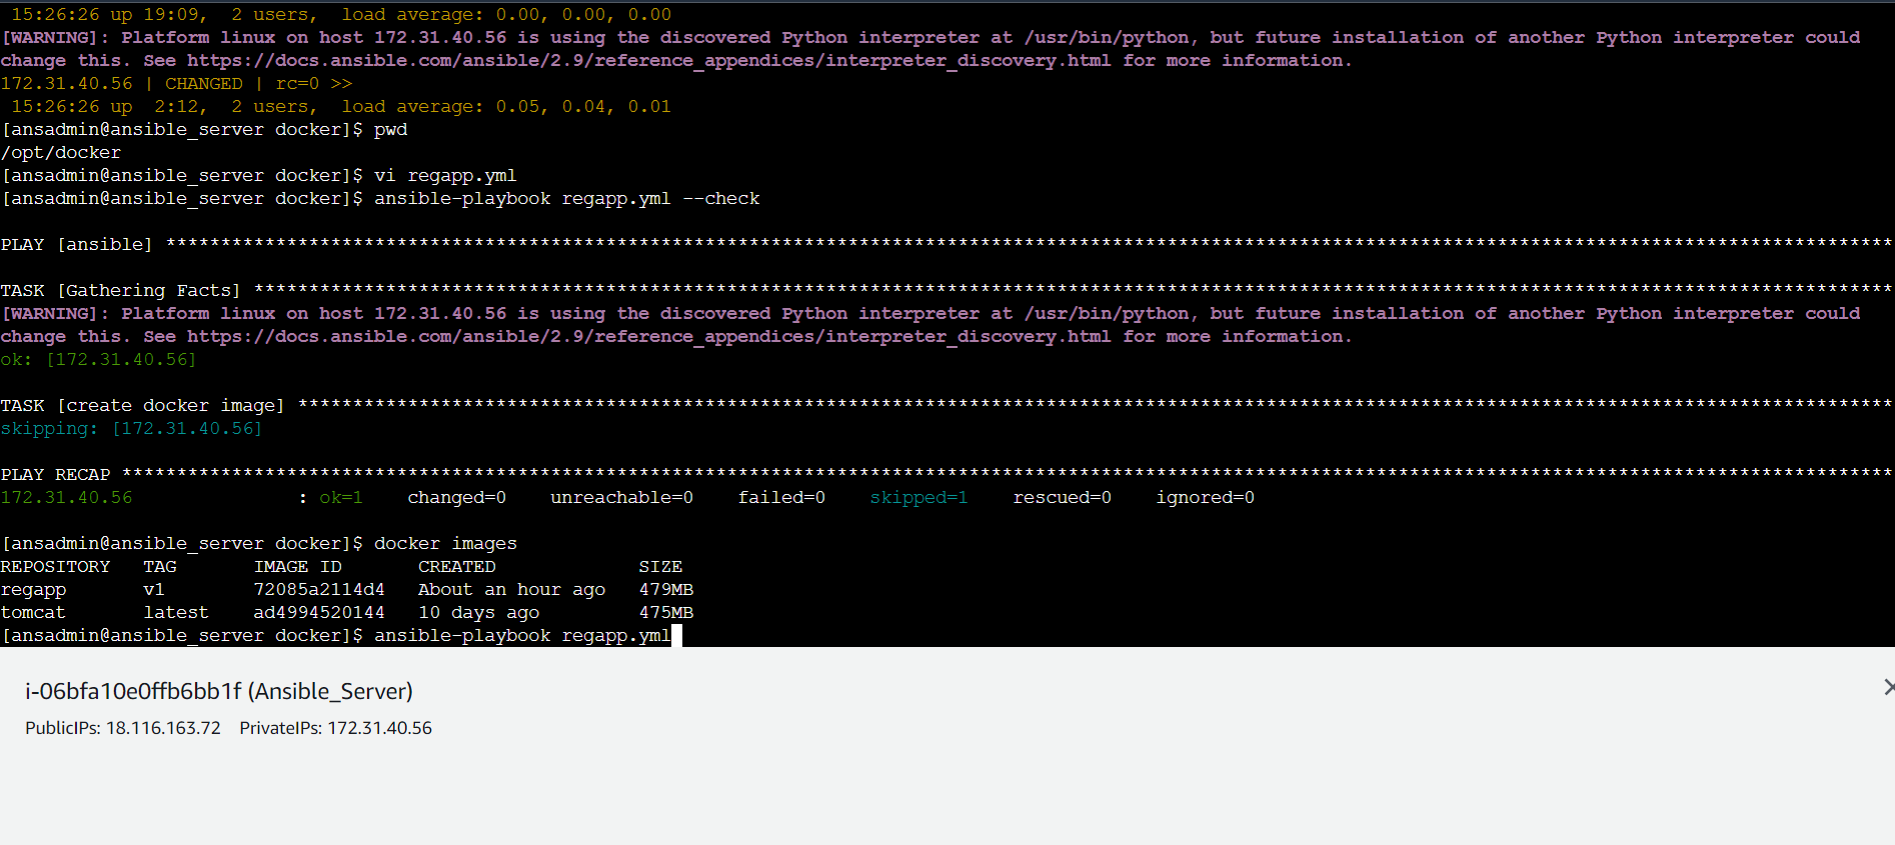 15:26:26 up 19:09,  2 users,  load average: 0.00, 0.00, 0.00
[WARNING]: Platform linux on host 172.31.40.56 is using the discovered Python interpreter at /usr/bin/python, but future installation of another Python interpreter could
change this. See https://docs.ansible.com/ansible/2.9/reference_appendices/interpreter_discovery.html for more information.
172.31.40.56 | CHANGED | rc=0 >>
15:26:26 up  2:12,  2 users,  load average: 0.05, 0.04, 0.01
[ansadmin@ansible_server docker]$ pwd
/opt/docker
[ansadmin@ansible_server docker]$ vi regapp.yml
[ansadmin@ansible_server docker]$ ansible-playbook regapp.yml --check
PLAY [ansible] *************************************************************************************************************************************************************
TASK [Gathering Facts] *****************************************************************************************************************************************************
[WARNING]: Platform linux on host 172.31.40.56 is using the discovered Python interpreter at /usr/bin/python, but future installation of another Python interpreter could
change this. See https://docs.ansible.com/ansible/2.9/reference_appendices/interpreter_discovery.html for more information.
ok: [172.31.40.56]
TASK [create docker image] *************************************************************************************************************************************************
skipping: [172.31.40.56]
PLAY RECAP *****************************************************************************************************************************************************************
172.31.40.56               : ok=1    changed=0    unreachable=0    failed=0    skipped=1    rescued=0    ignored=0
[ansadmin@ansible_server docker]$ docker images
REPOSITORY   TAG       IMAGE ID       CREATED             SIZE
regapp       v1        72085a2114d4   About an hour ago   479MB
tomcat       latest    ad4994520144   10 days ago         475MB
[ansadmin@ansible_server docker]$ ansible-playbook regapp.yml
i-06bfa10e0ffb6bb1f (Ansible_Server)
PublicIPs: 18.116.163.72    PrivateIPs: 172.31.40.56